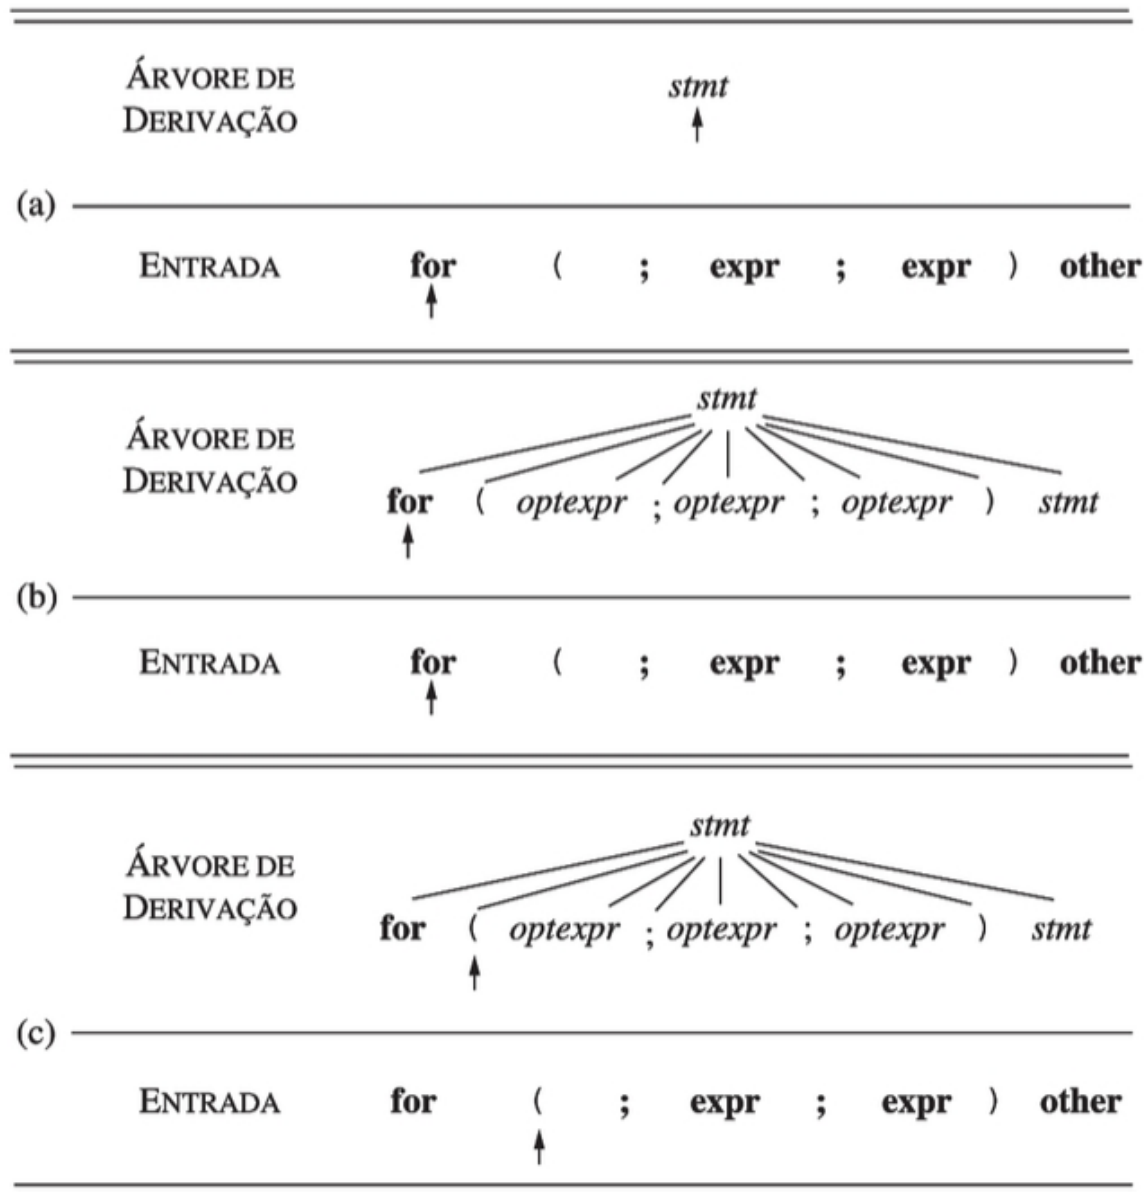 ÁRVORE DE
DERIVAÇÃO
stmt
(a)
ENTRADA for ( ; expr ; expr ) other
stmt
ÁRVORE DE
DERIVAÇÃO
for ( optexpr ; optexpr ; optexpr ) stmt
(b)
ENTRADA for ( ; expr ; expr ) other
stmt
ÁRVORE DE
DERIVAÇÃO
for ( optexpr ; optexpr ; optexpr ) stmt
(c)
ENTRADA for ( ; expr ; expr ) other